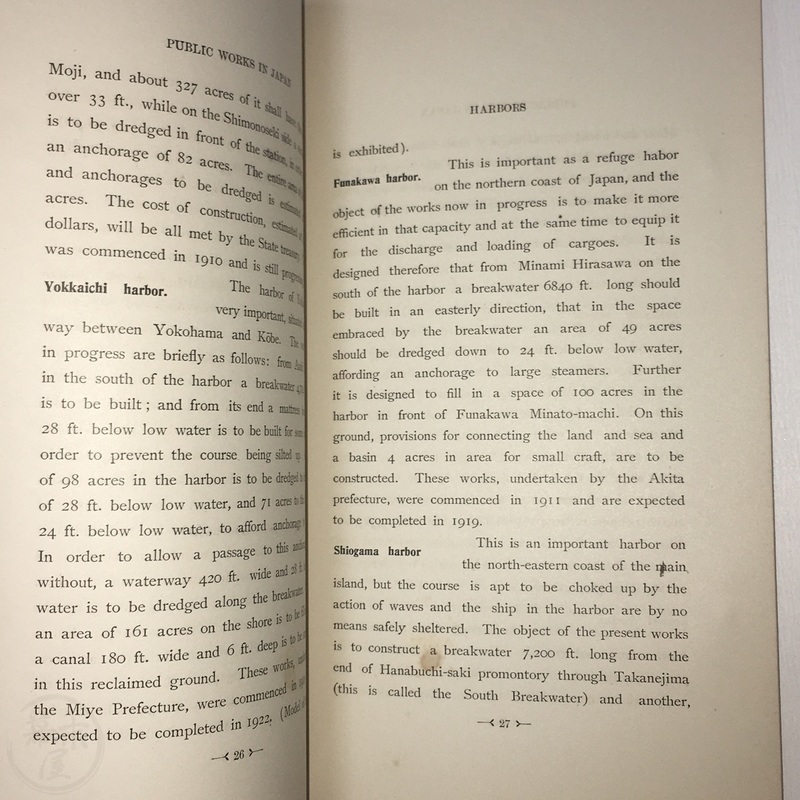 PUBLIC WORKS IN JAPAN
Moji, and about 327 acres of it shall
over 33 ft., while on the Shimonoseki side
is to be dredged in front of the station,
an anchorage of 82 acres. The entire
and anchorages to be dredged is estimated
acres. The cost of construction, estimated
dollars, will be all met by the State treasury
was commenced in 1910 and is still progress
Yokkaichi harbor. The harbor of
very important,
way between Yokohama and Kōbe. The
in progress are briefly as follows: from
in the south of the harbor a breakwater
is to be built; and from its end a mattress
28 ft. below low water is to be built for
order to prevent the course being silted up
of 98 acres in the harbor is to be dredged
of 28 ft. below low water, and 71 acres to
24 ft. below low water, to afford anchorage
In order to allow a passage to this
without, a waterway 420 ft. wide and 28 ft.
water is to be dredged along the breakwater
an area of 161 acres on the shore is to be
a canal 180 ft. wide and 6 ft. deep is to be
in this reclaimed ground. These works,
the Miye Prefecture, were commenced in
expected to be completed in 1922. (Model
26
HARBORS
is exhibited).
Funakawa harbor. This is important as a refuge habor
on the northern coast of Japan, and the
object of the works now in progress is to make it more
efficient in that capacity and at the same time to equip it
for the discharge and loading of cargoes. It is
designed therefore that from Minami Hirasawa on the
south of the harbor a breakwater 6840 ft. long should
be built in an easterly direction, that in the space
embraced by the breakwater an area of 49 acres
should be dredged down to 24 ft. below low water,
affording an anchorage to large steamers. Further
it is designed to fill in a space of 100 acres in the
harbor in front of Funakawa Minato-machi. On this
ground, provisions for connecting the land and sea and
a basin 4 acres in area for small craft, are to be
constructed. These works, undertaken by the Akita
prefecture, were commenced in 1911 and are expected
to be completed in 1919.
Shiogama harbor This is an important harbor on
the north-eastern coast of the main
island, but the course is apt to be choked up by the
action of waves and the ship in the harbor are by no
means safely sheltered. The object of the present works
is to construct a breakwater 7,200 ft. long from the
end of Hanabuchi-saki promontory through Takanejima
(this is called the South Breakwater) and another,
27